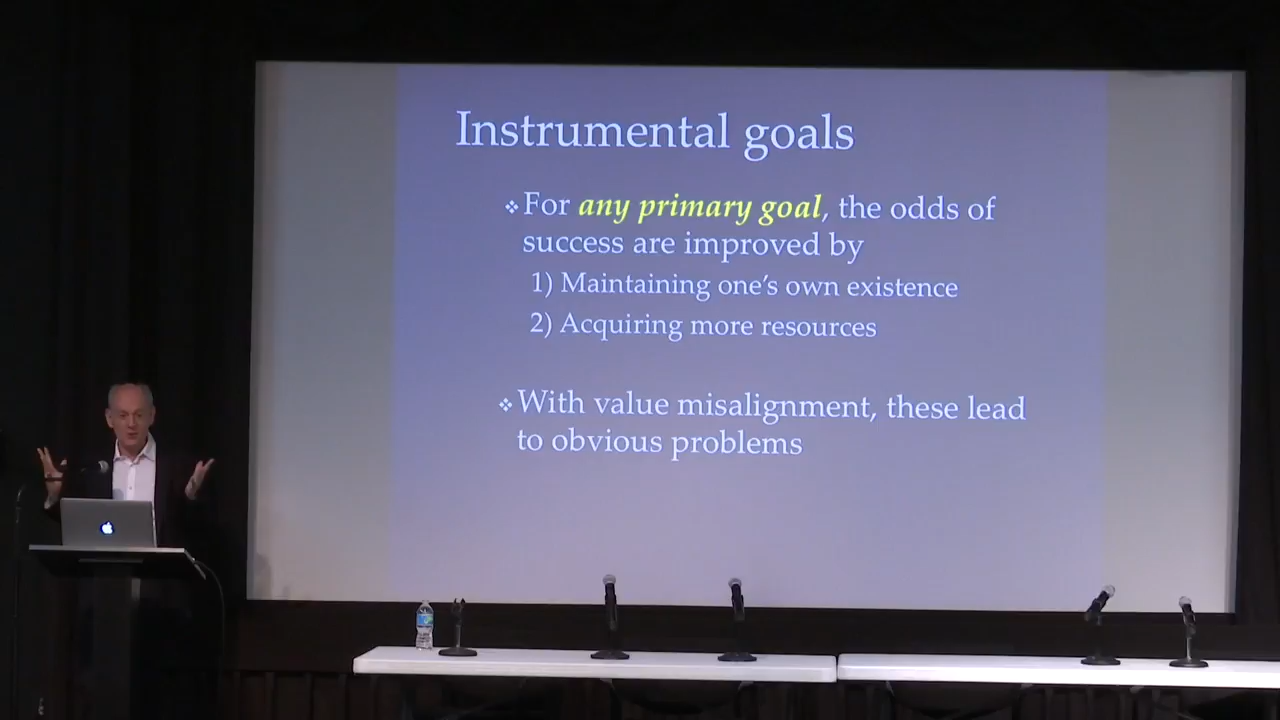 Instrumental goals
❖For any primary goal, the odds of
success are improved by
1) Maintaining one's own existence
2) Acquiring more resources
❖With value misalignment, these lead
to obvious problems